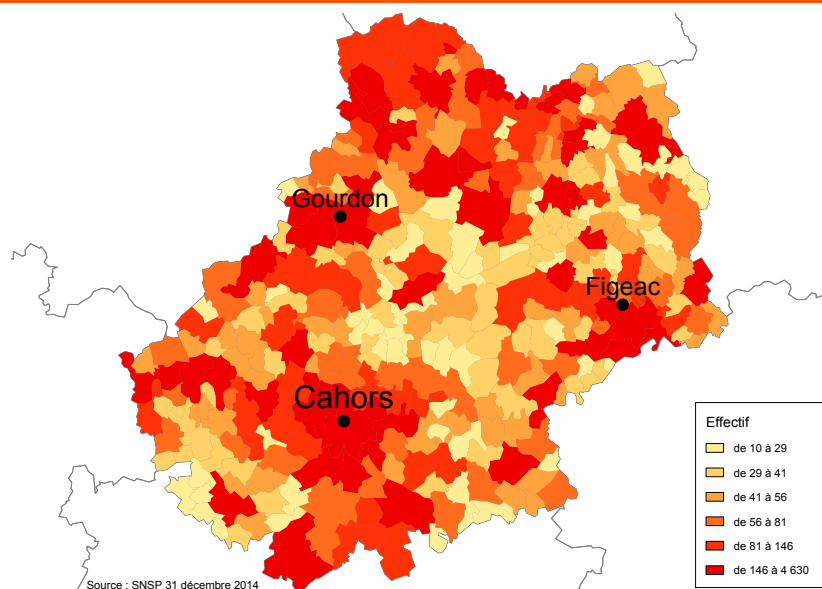 Gourdon
Figeac
Cahors
Effectif
de 10 à 29
de 29 à 41
de 41 à 56
de 56 à 81
de 81 à 146
de 146 à 4 630
Source : SNSP 31 décembre 2014